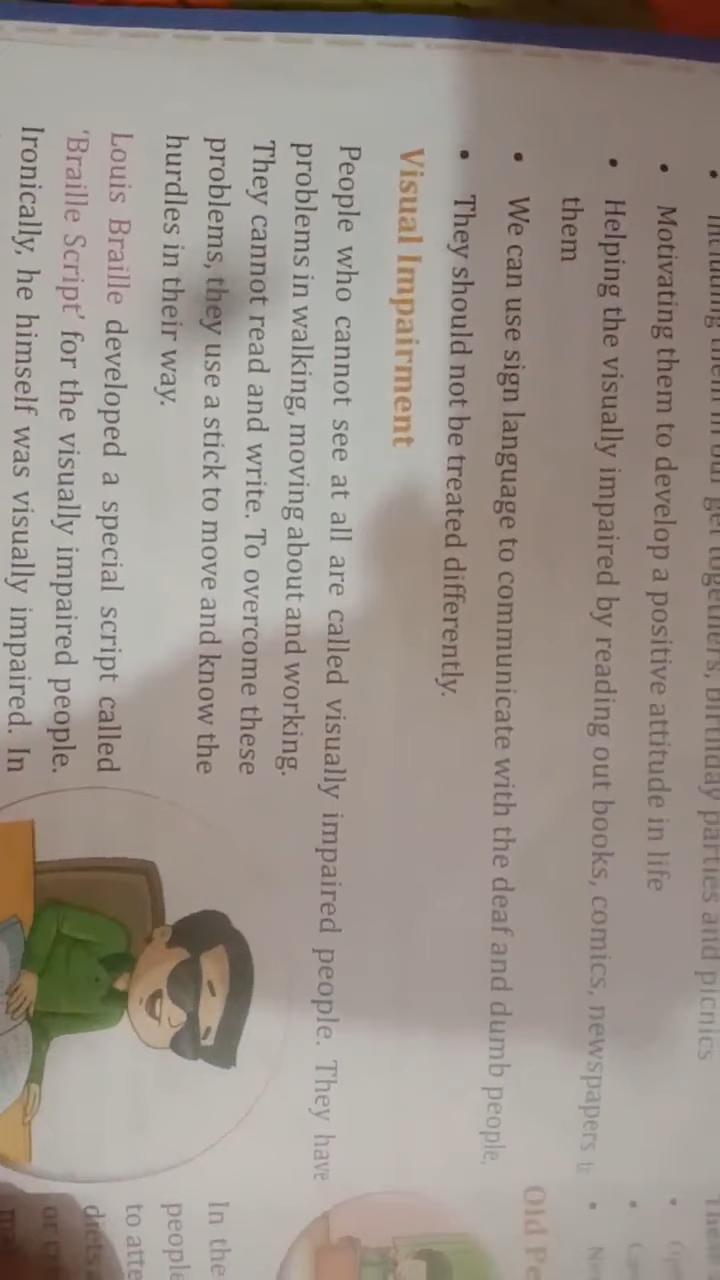 including them in our get togethers, birthday parties and picnics
• Motivating them to develop a positive attitude in life
• Helping the visually impaired by reading out books, comics, newspapers
them
• We can use sign language to communicate with the deaf and dumb people.
• They should not be treated differently.
Visual Impairment
People who cannot see at all are called visually impaired people. They have
problems in walking, moving about and working.
They cannot read and write. To overcome these
problems, they use a stick to move and know the
hurdles in their way.
Louis Braille developed a special script called
'Braille Script' for the visually impaired people.
Ironically, he himself was visually impaired. In
Old
In the
people
to
diets
or